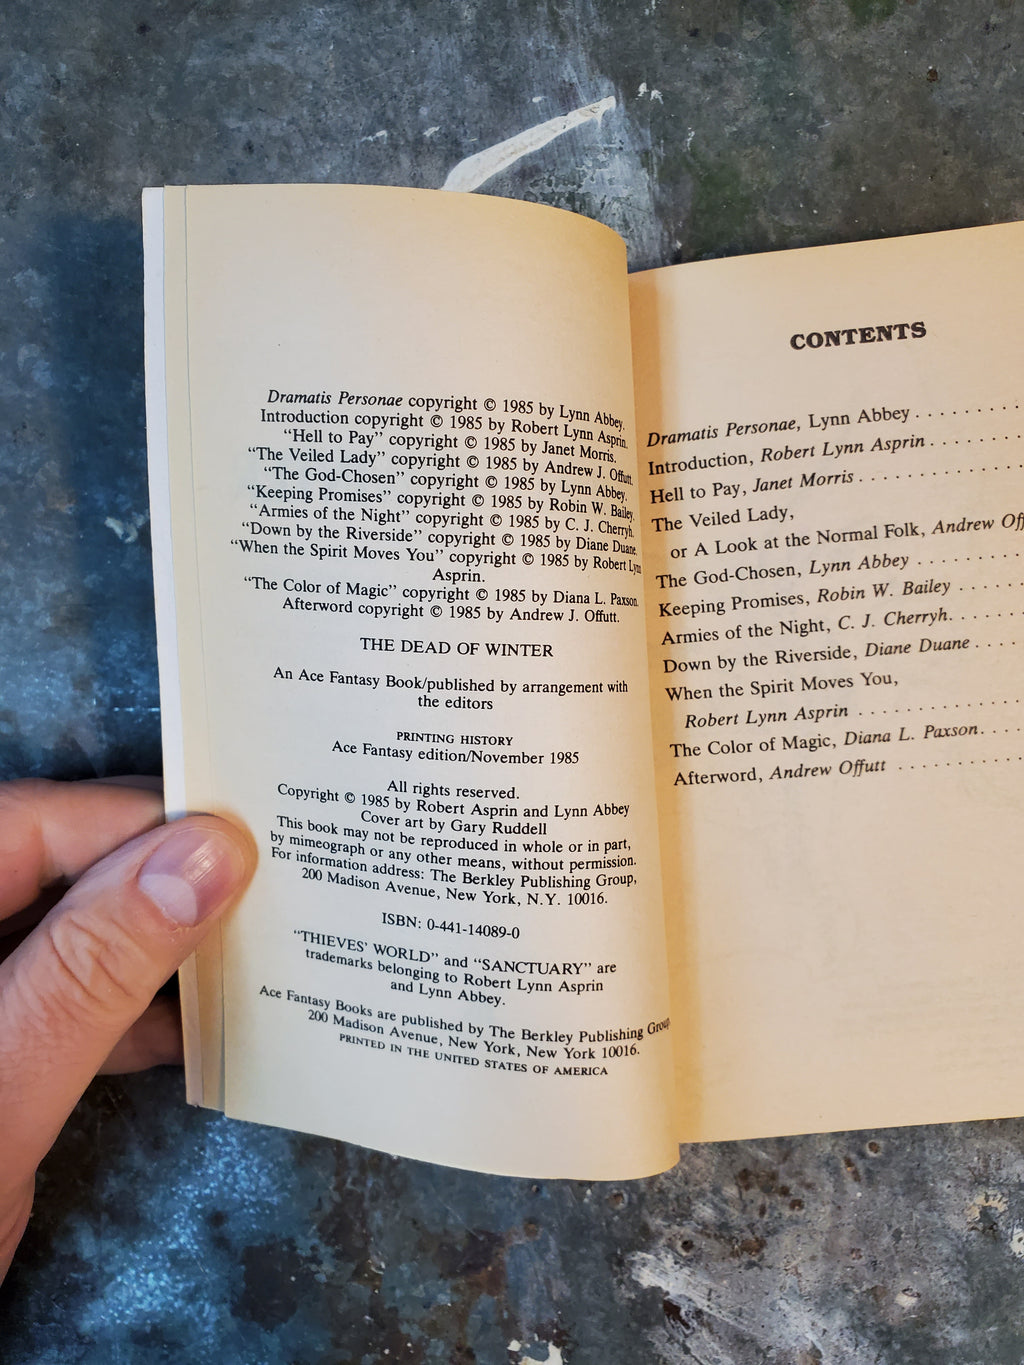 Dramatis Personae copyright © 1985 by Lynn Abbey.
Introduction copyright © 1985 by Robert Lynn Asprin.
“Hell to Pay” copyright © 1985 by Janet Morris.
“The Veiled Lady” copyright © 1985 by Andrew J. Offutt.
“The God-Chosen” copyright © 1985 by Lynn Abbey.
“Keeping Promises” copyright © 1985 by Robin W. Bailey.
“Armies of the Night” copyright © 1985 by C. J. Cherryh.
“Down by the Riverside” copyright © 1985 by Diane Duane.
“When the Spirit Moves You” copyright © 1985 by Robert Lynn
Asprin.
“The Color of Magic” copyright © 1985 by Diana L. Paxson.
Afterword copyright © 1985 by Andrew J. Offutt.
THE DEAD OF WINTER
An Ace Fantasy Book/published by arrangement with
the editors
PRINTING HISTORY
Ace Fantasy edition/November 1985
All rights reserved.
Copyright © 1985 by Robert Asprin and Lynn Abbey
Cover art by Gary Ruddell
This book may not be reproduced in whole or in part,
by mimeograph or any other means, without permission.
For information address: The Berkley Publishing Group,
200 Madison Avenue, New York, N.Y. 10016.
ISBN: 0-441-14089-0
“THIEVES’ WORLD” and “SANCTUARY” are
trademarks belonging to Robert Lynn Asprin
and Lynn Abbey.
Ace Fantasy Books are published by The Berkley Publishing Group,
200 Madison Avenue, New York, New York 10016.
PRINTED IN THE UNITED STATES OF AMERICA
CONTENTS
Dramatis Personae, Lynn Abbey . . . . . . . . .
Introduction, Robert Lynn Asprin . . . . . . . .
Hell to Pay, Janet Morris . . . . . . . . . . . . .
The Veiled Lady,
or A Look at the Normal Folk, Andrew Off
The God-Chosen, Lynn Abbey . . . . . . . . .
Keeping Promises, Robin W. Bailey . . . . . .
Armies of the Night, C. J. Cherryh. . . . . . .
Down by the Riverside, Diane Duane . . . .
When the Spirit Moves You,
Robert Lynn Asprin . . . . . . . . . . . . . .
The Color of Magic, Diana L. Paxson. . . .
Afterword, Andrew Offutt . . . . . . . . . . .